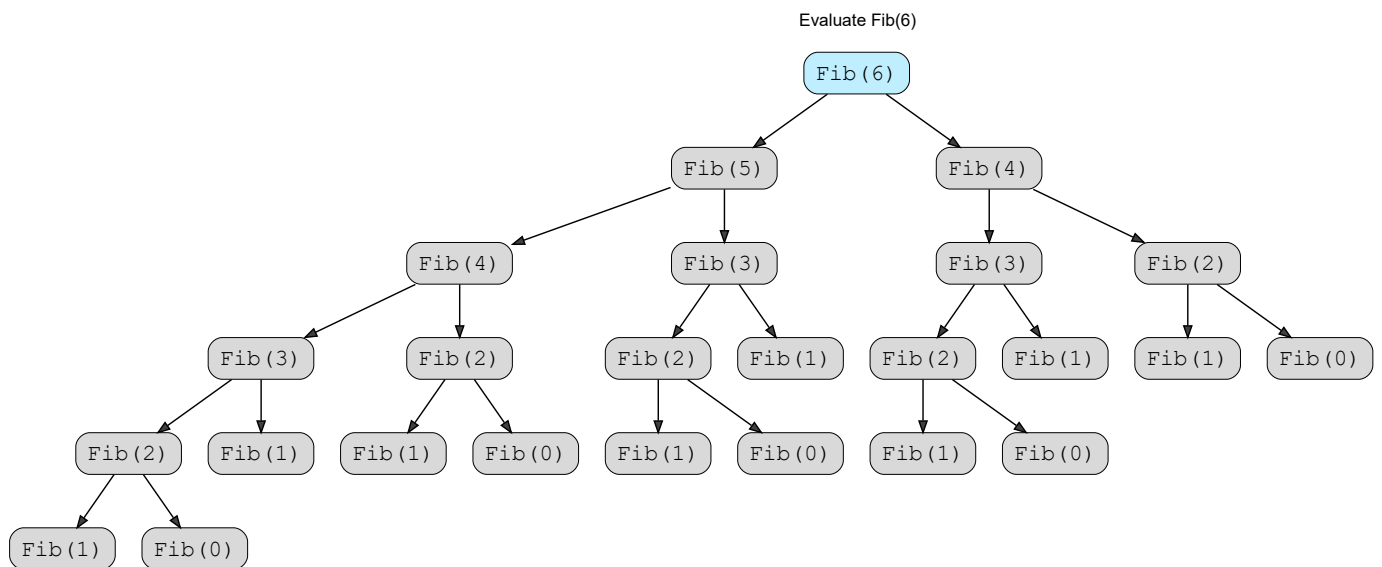 Evaluate Fib(6)
Fib(6)
Fib(5) Fib(4)
Fib(4) Fib(3) Fib(3) Fib(2)
Fib(3) Fib(2) Fib(2) Fib(1) Fib(2) Fib(1) Fib(1) Fib(0)
Fib(2) Fib(1) Fib(1) Fib(0) Fib(1) Fib(0) Fib(1) Fib(0)
Fib(1) Fib(0)